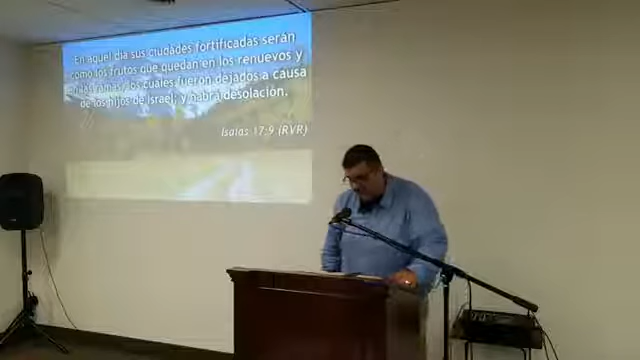 En aquel día sus ciudades fortificadas serán
como los frutos que quedan en los renuevos y
en las ramas, los cuales fueron dejados a causa
de los hijos de Israel; y habrá desolación.
Isaías 17:9 (RVR)